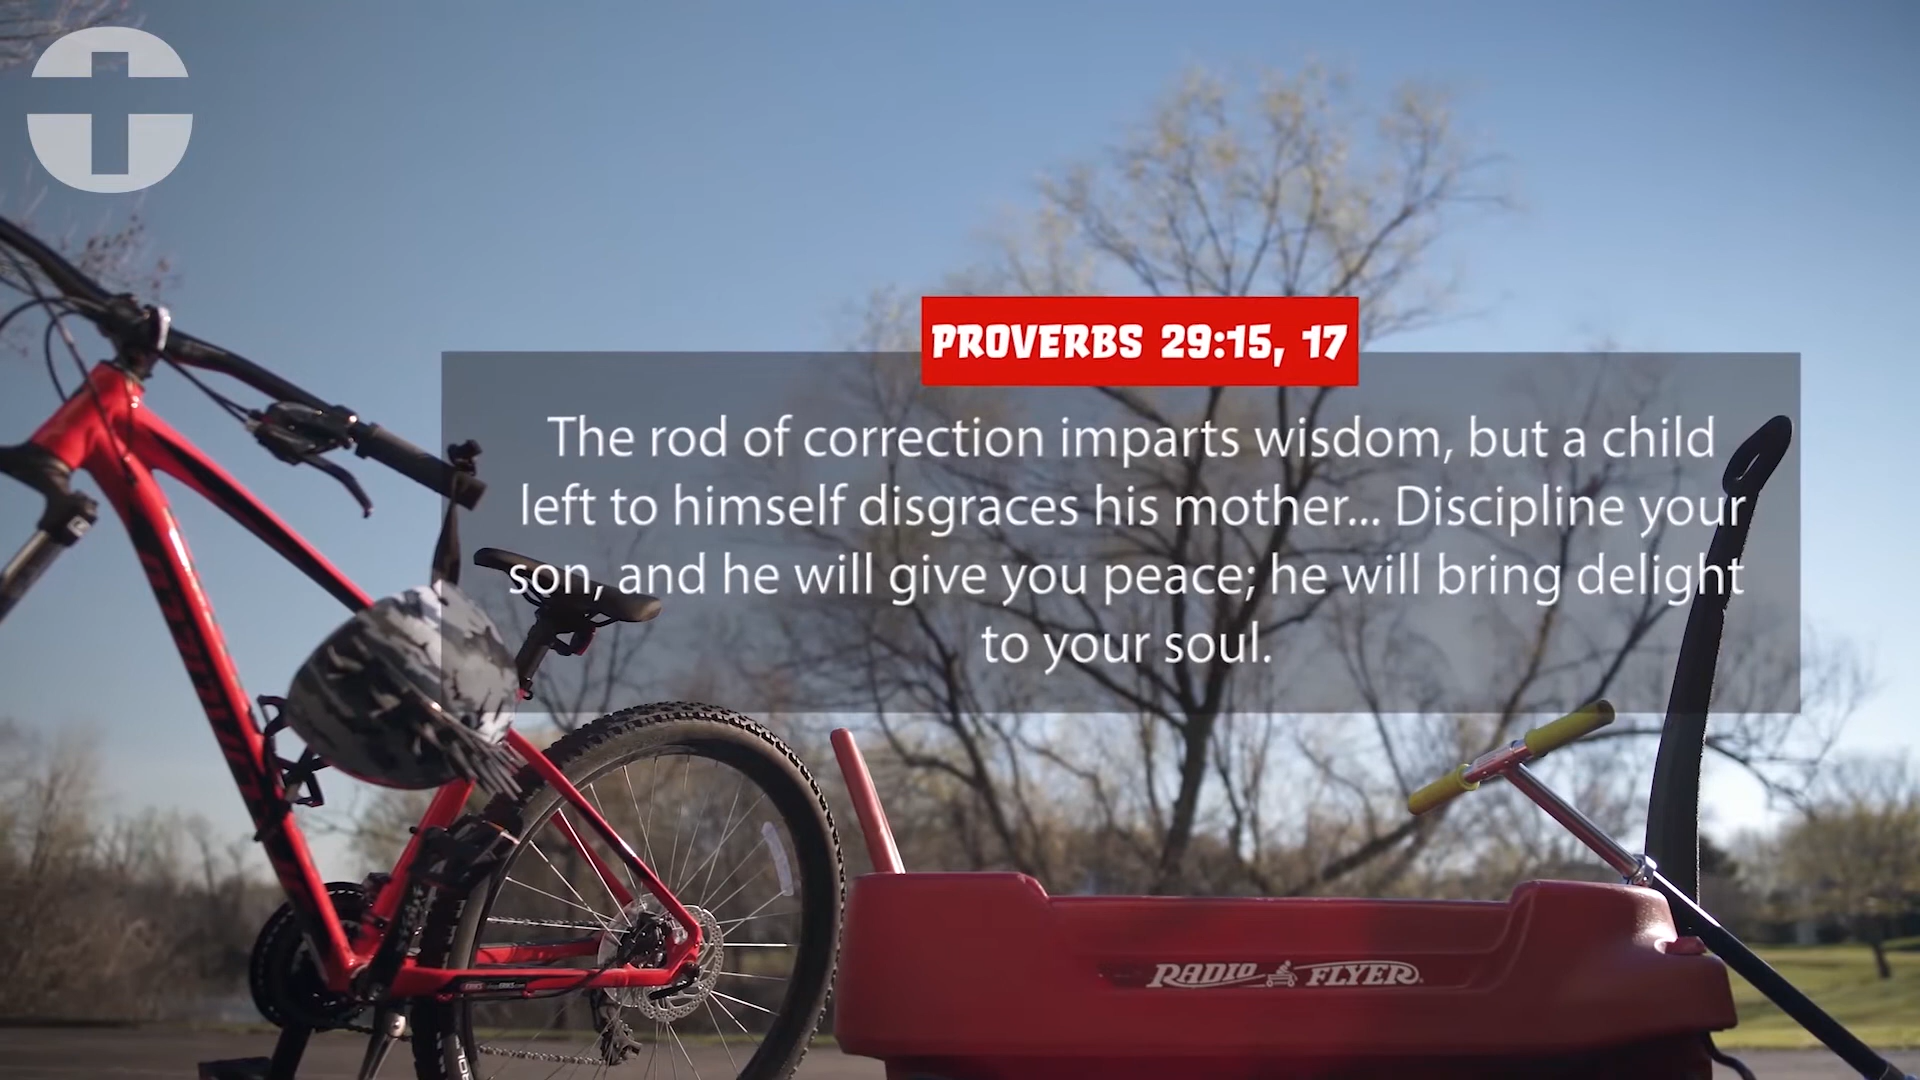 PROVERBS 29:15, 17
The rod of correction imparts wisdom, but a child
left to himself disgraces his mother... Discipline your
son, and he will give you peace; he will bring delight
to your soul.
RADIO FLYER